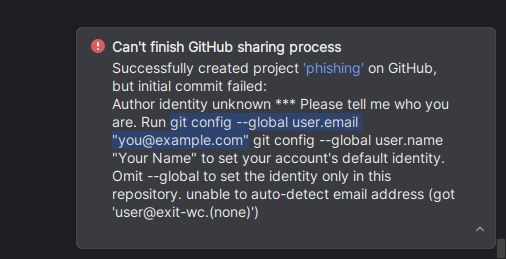 Can't finish GitHub sharing process
Successfully created project 'phishing' on GitHub,
but initial commit failed:
Author identity unknown *** Please tell me who you
are. Run git config --global user.email
"you@example.com" git config --global user.name
"Your Name" to set your account's default identity.
Omit --global to set the identity only in this
repository. unable to auto-detect email address (got
'user@exit-wc.(none)')